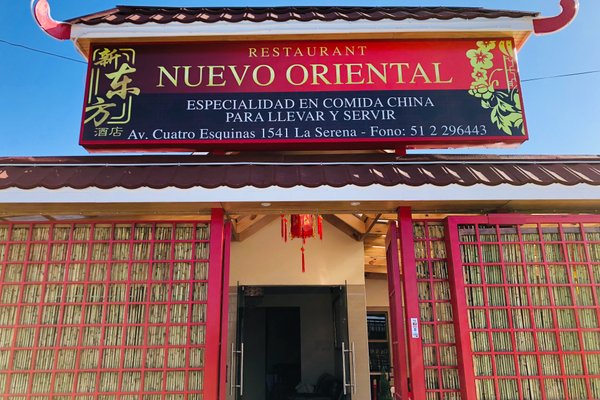 新
东
方
酒店
RESTAURANT
NUEVO ORIENTAL
ESPECIALIDAD EN COMIDA CHINA
PARA LLEVAR Y SERVIR
Av. Cuatro Esquinas 1541 La Serena - Fono: 51 2 296443